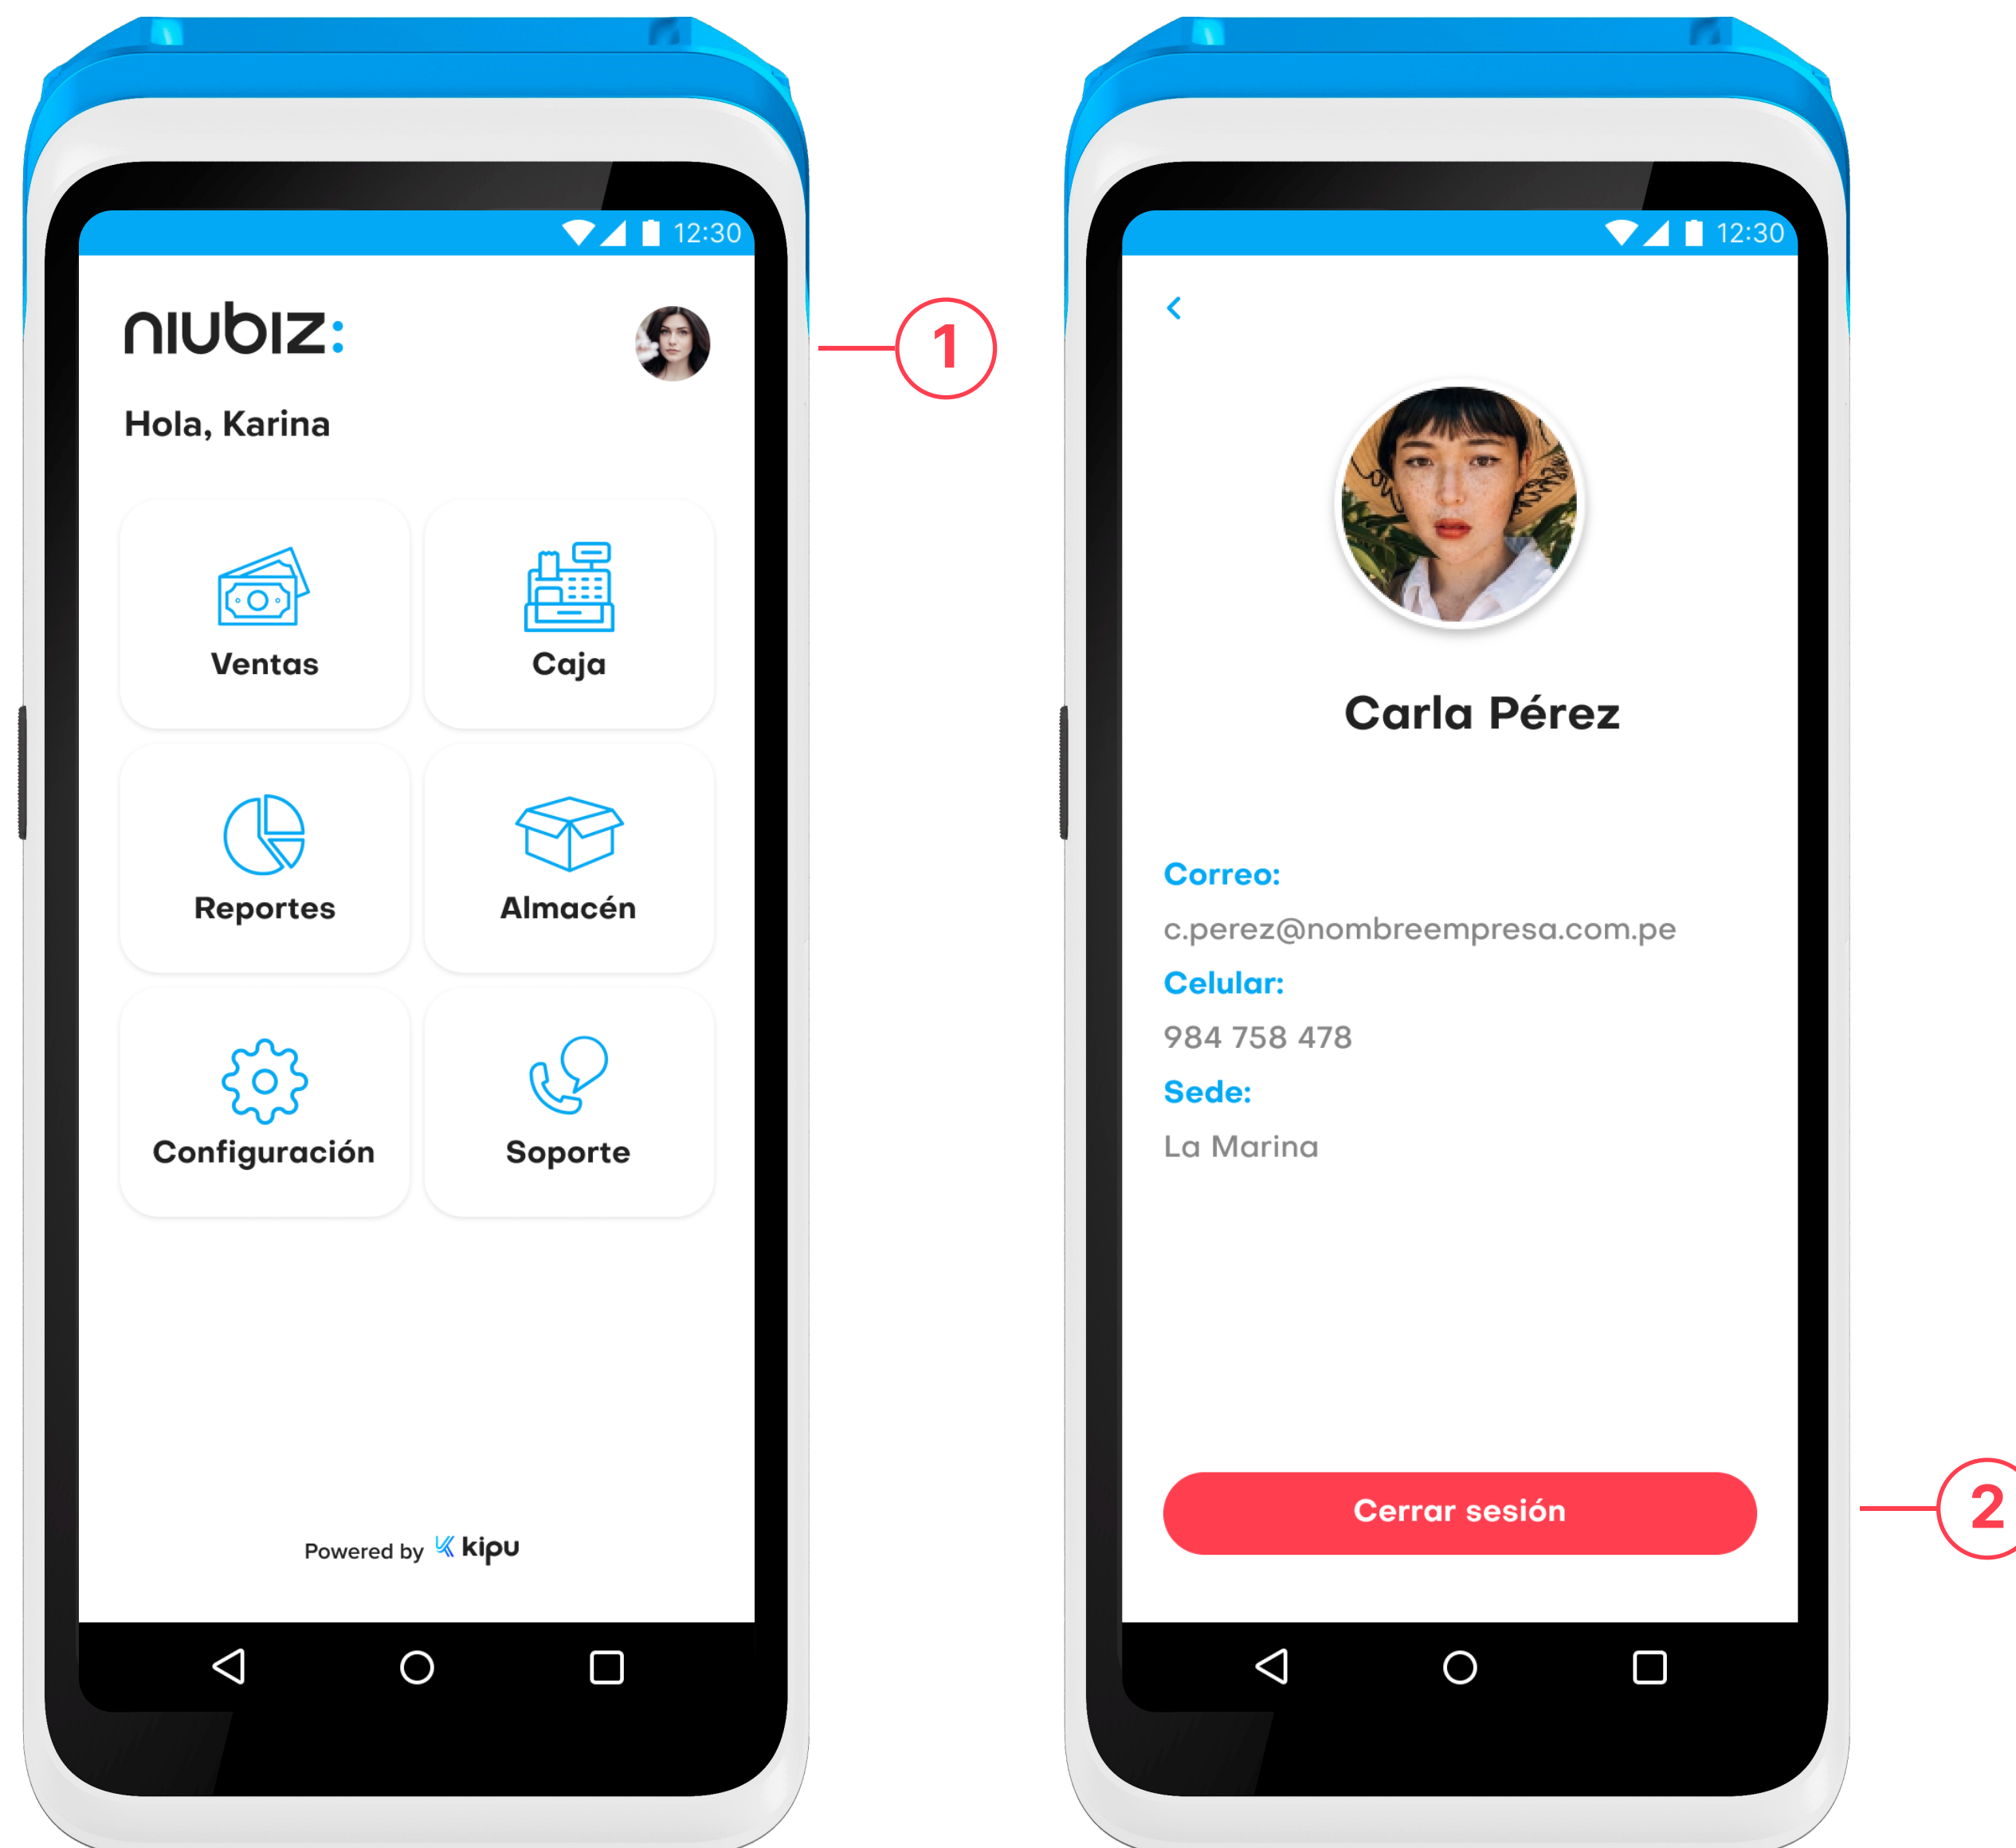 12:30
niubiz:
Hola, Karina
Ventas
Caja
Reportes
Almacén
Configuración
Soporte
Powered by kipu
1
12:30
Carla Pérez
Correo:
c.perez@nombreempresa.com.pe
Celular:
984 758 478
Sede:
La Marina
Cerrar sesión
2